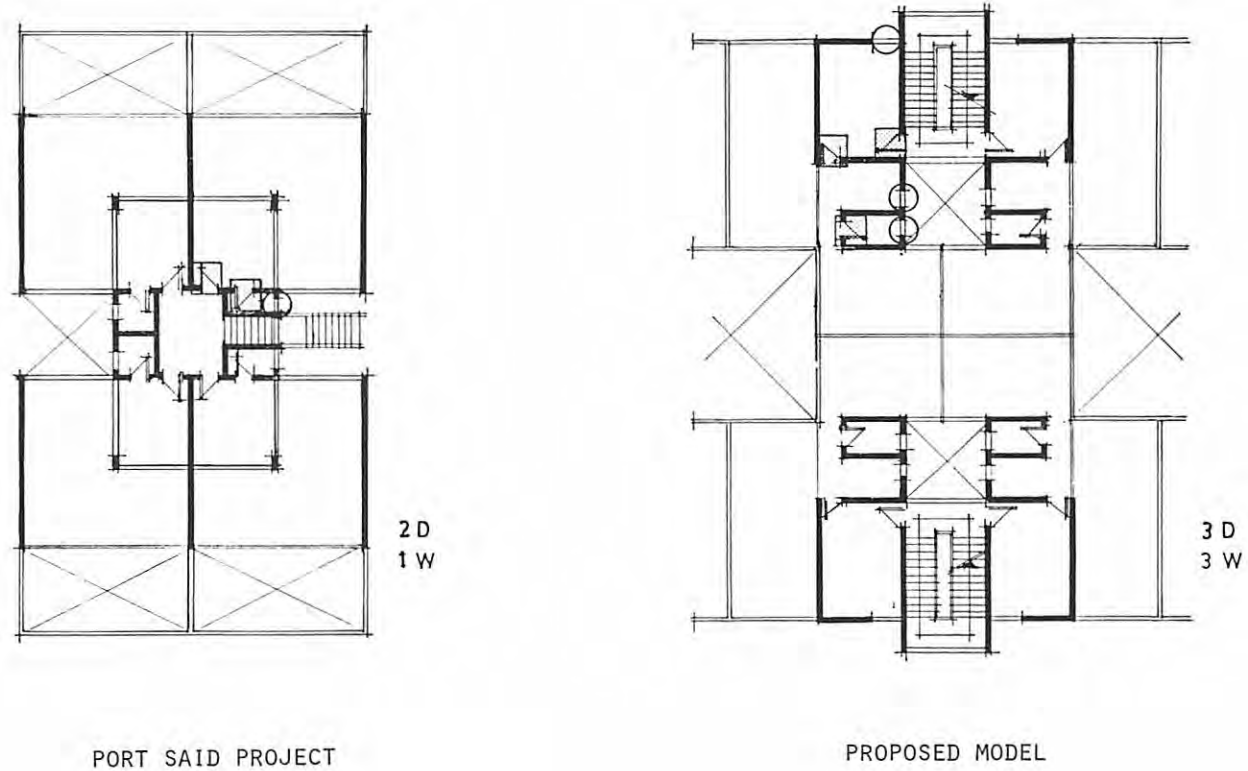 2 D
1 W
3 D
3 W
PORT SAID PROJECT
PROPOSED MODEL